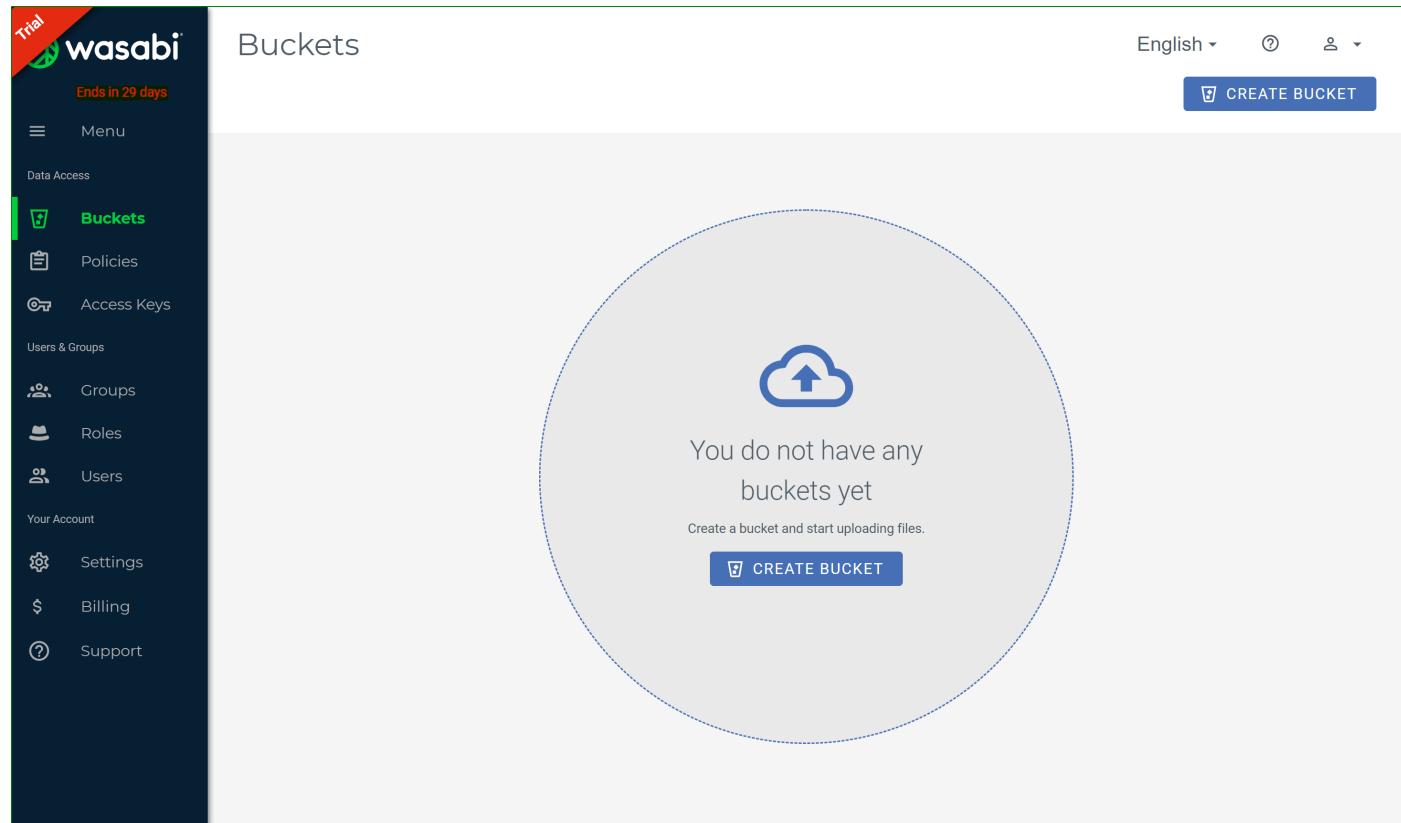 Trial
wasabi
Ends in 29 days
Menu
Data Access
Buckets
Policies
Access Keys
Users & Groups
Groups
Roles
Users
Your Account
Settings
Billing
Support
Buckets
English
CREATE BUCKET
You do not have any
buckets yet
Create a bucket and start uploading files.
CREATE BUCKET